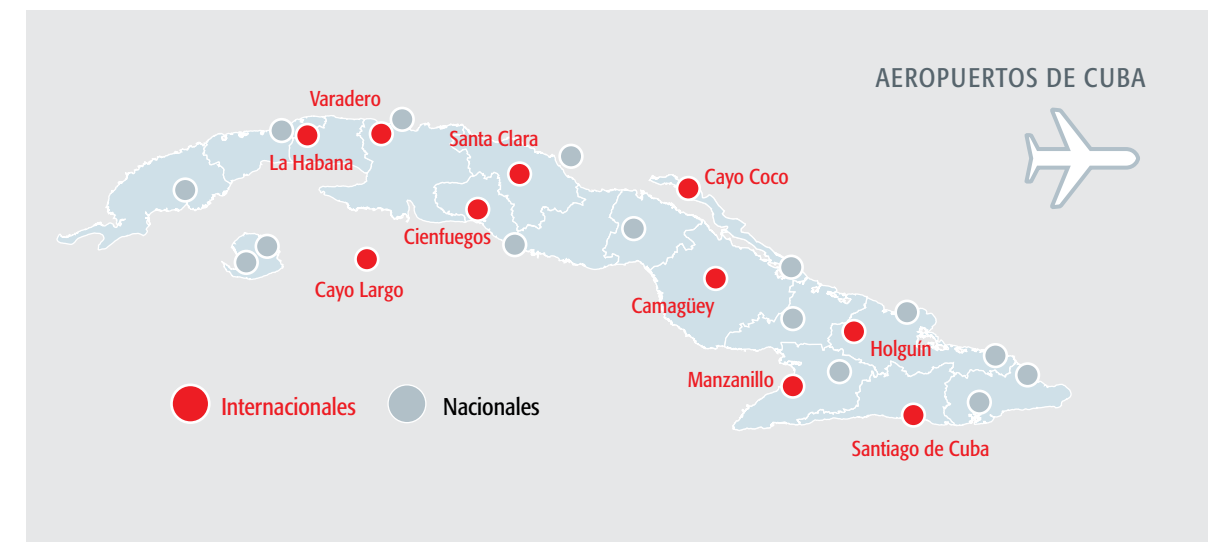 AEROPUERTOS DE CUBA
Varadero
Santa Clara
La Habana
Cayo Coco
Cienfuegos
Cayo Largo
Camagüey
Holguín
Manzanillo
Internacionales
Nacionales
Santiago de Cuba